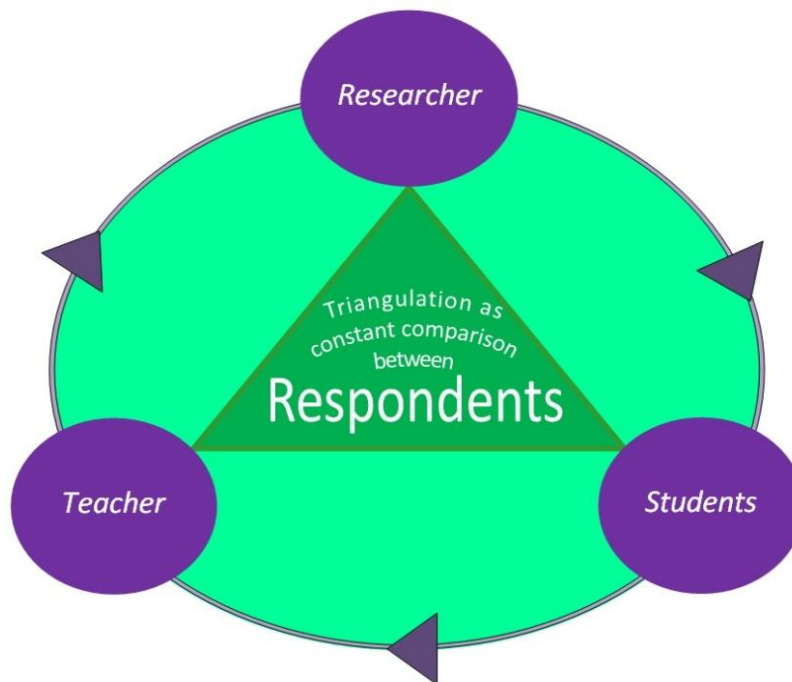 Researcher
Triangulation as
constant comparison
between
Respondents
Teacher
Students